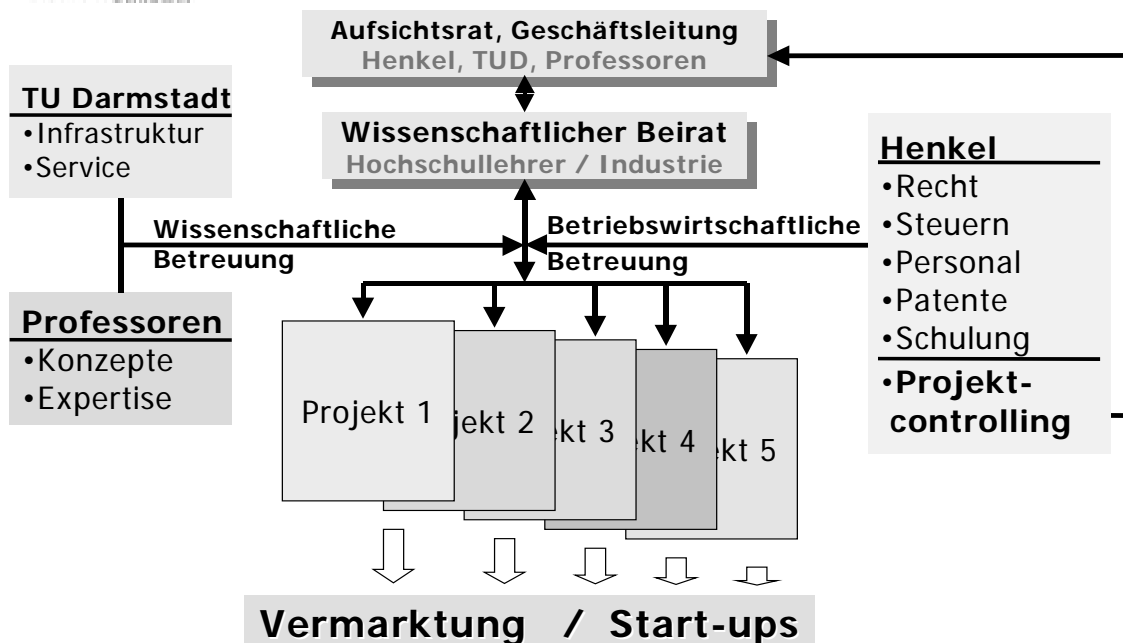 Aufsichtsrat, Geschäftsleitung
Henkel, TUD, Professoren
TU Darmstadt
•Infrastruktur
•Service
Wissenschaftlicher Beirat
Hochschullehrer / Industrie
Henkel
•Recht
•Steuern
•Personal
•Patente
•Schulung
•Projekt-
controlling
Wissenschaftliche
Betreuung
Betriebswirtschaftliche
Betreuung
Professoren
•Konzepte
•Expertise
Projekt 1
jekt 2
kt 3
kt 4
ekt 5
Vermarktung / Start-ups